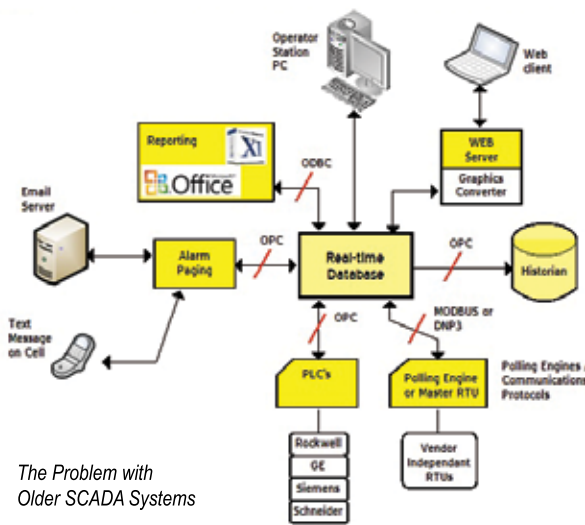 Operator
Station
PC
Web
client
Reporting
X1
Microsoft
Office
ODBC
WEB
Server
Graphics
Converter
Email
Server
Alarm
Paging
OPC
Real-time
Database
OPC
Historian
Text
Message
on Cell
OPC
MODBUS or
DNP3
PLC's
Polling Engine
or Master RTU
Polling Engines /
Communications
Protocols
Rockwell
GE
Siemens
Schneider
Vendor
Independant
RTUs
The Problem with
Older SCADA Systems